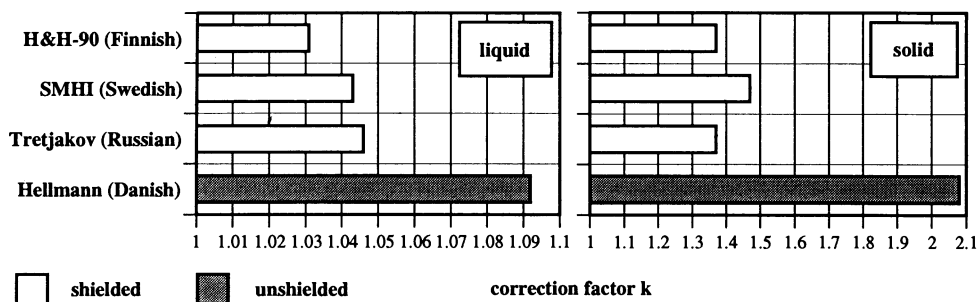 H&H-90 (Finnish)
SMHI (Swedish)
Tretjakov (Russian)
Hellmann (Danish)
liquid
solid
1 1.01 1.02 1.03 1.04 1.05 1.06 1.07 1.08 1.09 1.1
1 1.1 1.2 1.3 1.4 1.5 1.6 1.7 1.8 1.9 2 2.1
shielded
unshielded
correction factor k